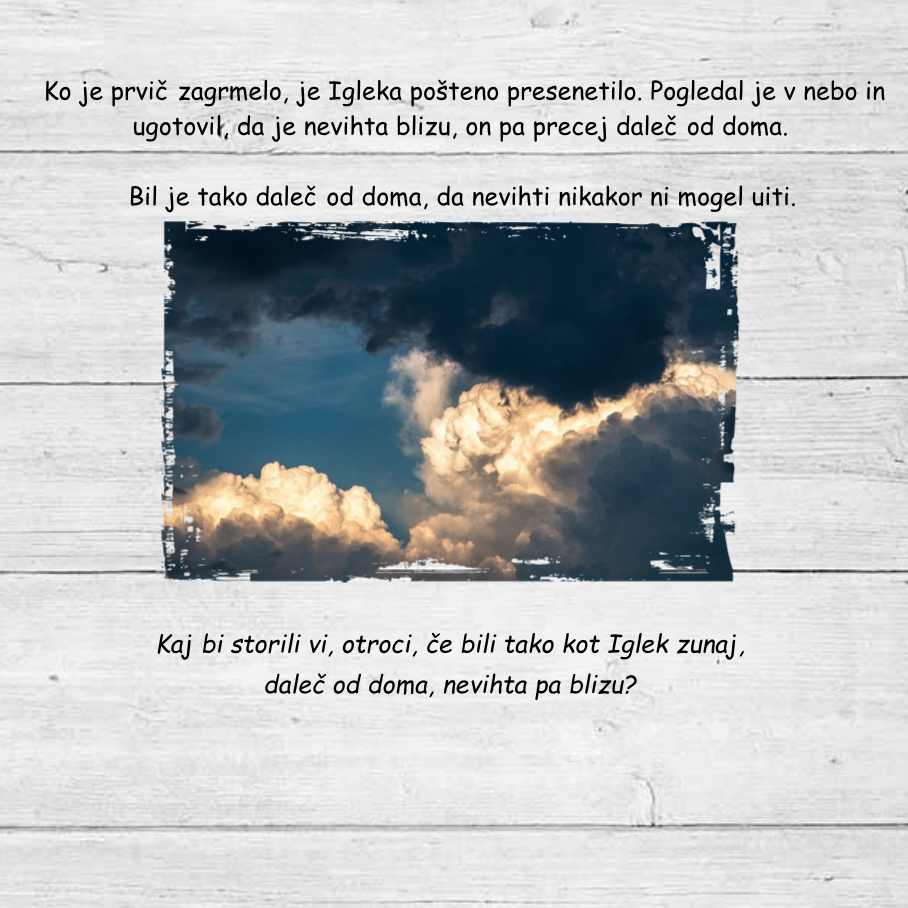 Ko je prvič zagrmelo, je Igleka pošteno presenetilo. Pogledal je v nebo in
ugotovil, da je nevihta blizu, on pa precej daleč od doma.
Bil je tako daleč od doma, da nevihti nikakor ni mogel uiti.
Kaj bi storili vi, otroci, če bili tako kot Iglek zunaj,
daleč od doma, nevihta pa blizu?